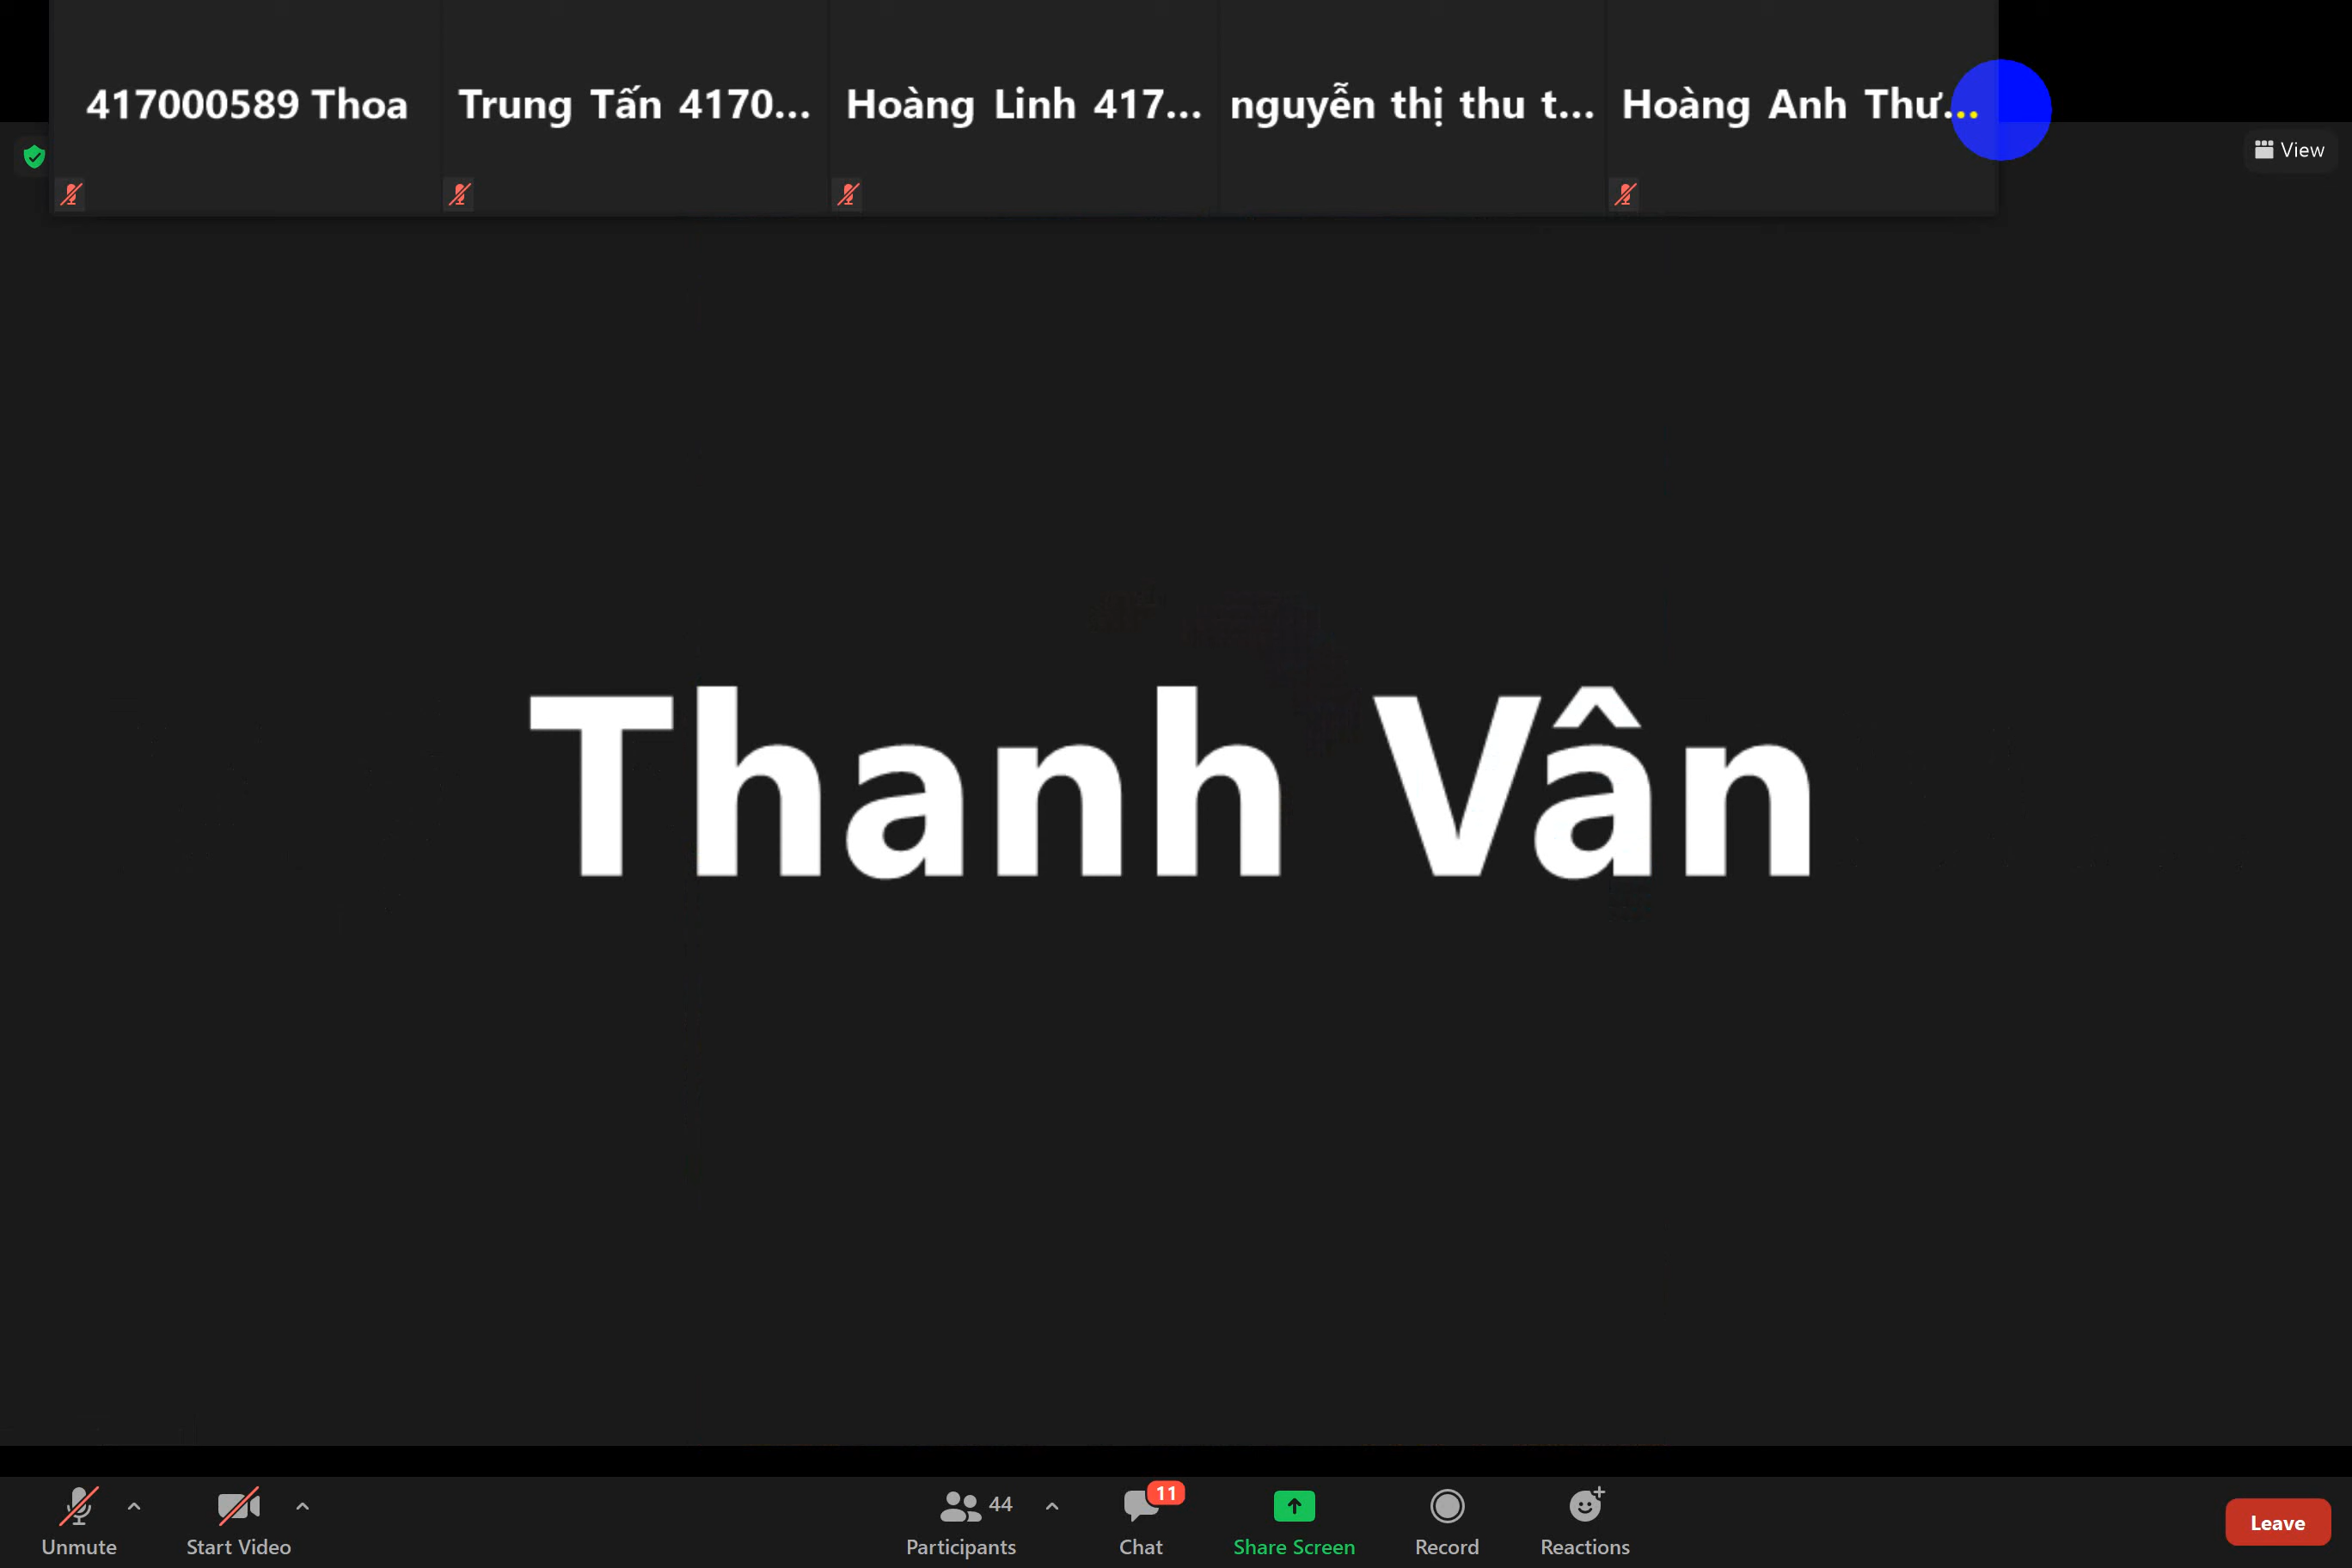 417000589 Thoa
Trung Tấn 4170...
Hoàng Linh 417...
nguyễn thị thu t...
Hoàng Anh Thư...
View
Thanh Vân
44
11
Unmute
Start Video
Participants
Chat
Share Screen
Record
Reactions
Leave